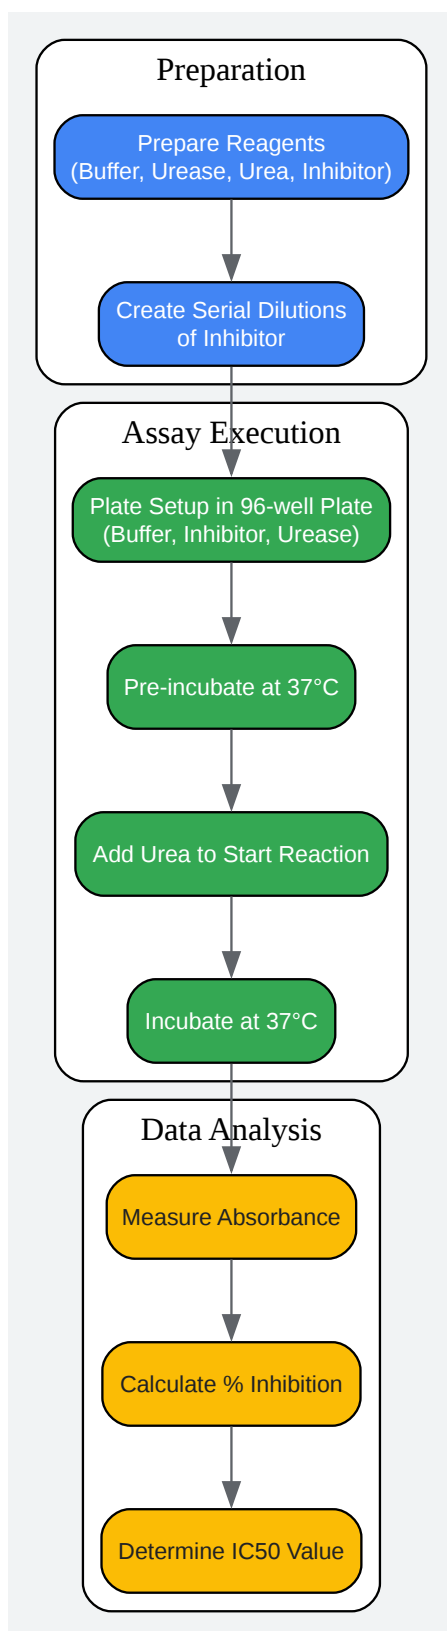 Preparation
Prepare Reagents
(Buffer, Urease, Urea, Inhibitor)
Create Serial Dilutions
of Inhibitor
Assay Execution
Plate Setup in 96-well Plate
(Buffer, Inhibitor, Urease)
Pre-incubate at 37°C
Add Urea to Start Reaction
Incubate at 37°C
Data Analysis
Measure Absorbance
Calculate % Inhibition
Determine IC50 Value